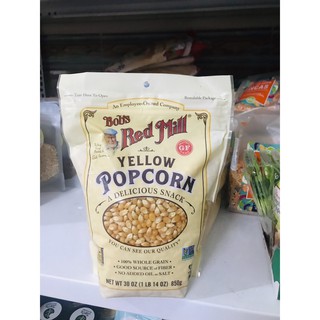 An Employee-Owned Company
Resealable Package
Bob's
Red Mill
GF
YELLOW
POPCORN
A DELICIOUS SNACK
YOU CAN SEE OUR QUALITY
• 100% WHOLE GRAIN •
• GOOD SOURCE of FIBER •
• NO ADDED OIL or SALT •
NET WT 30 OZ (1 LB 14 OZ) 850g